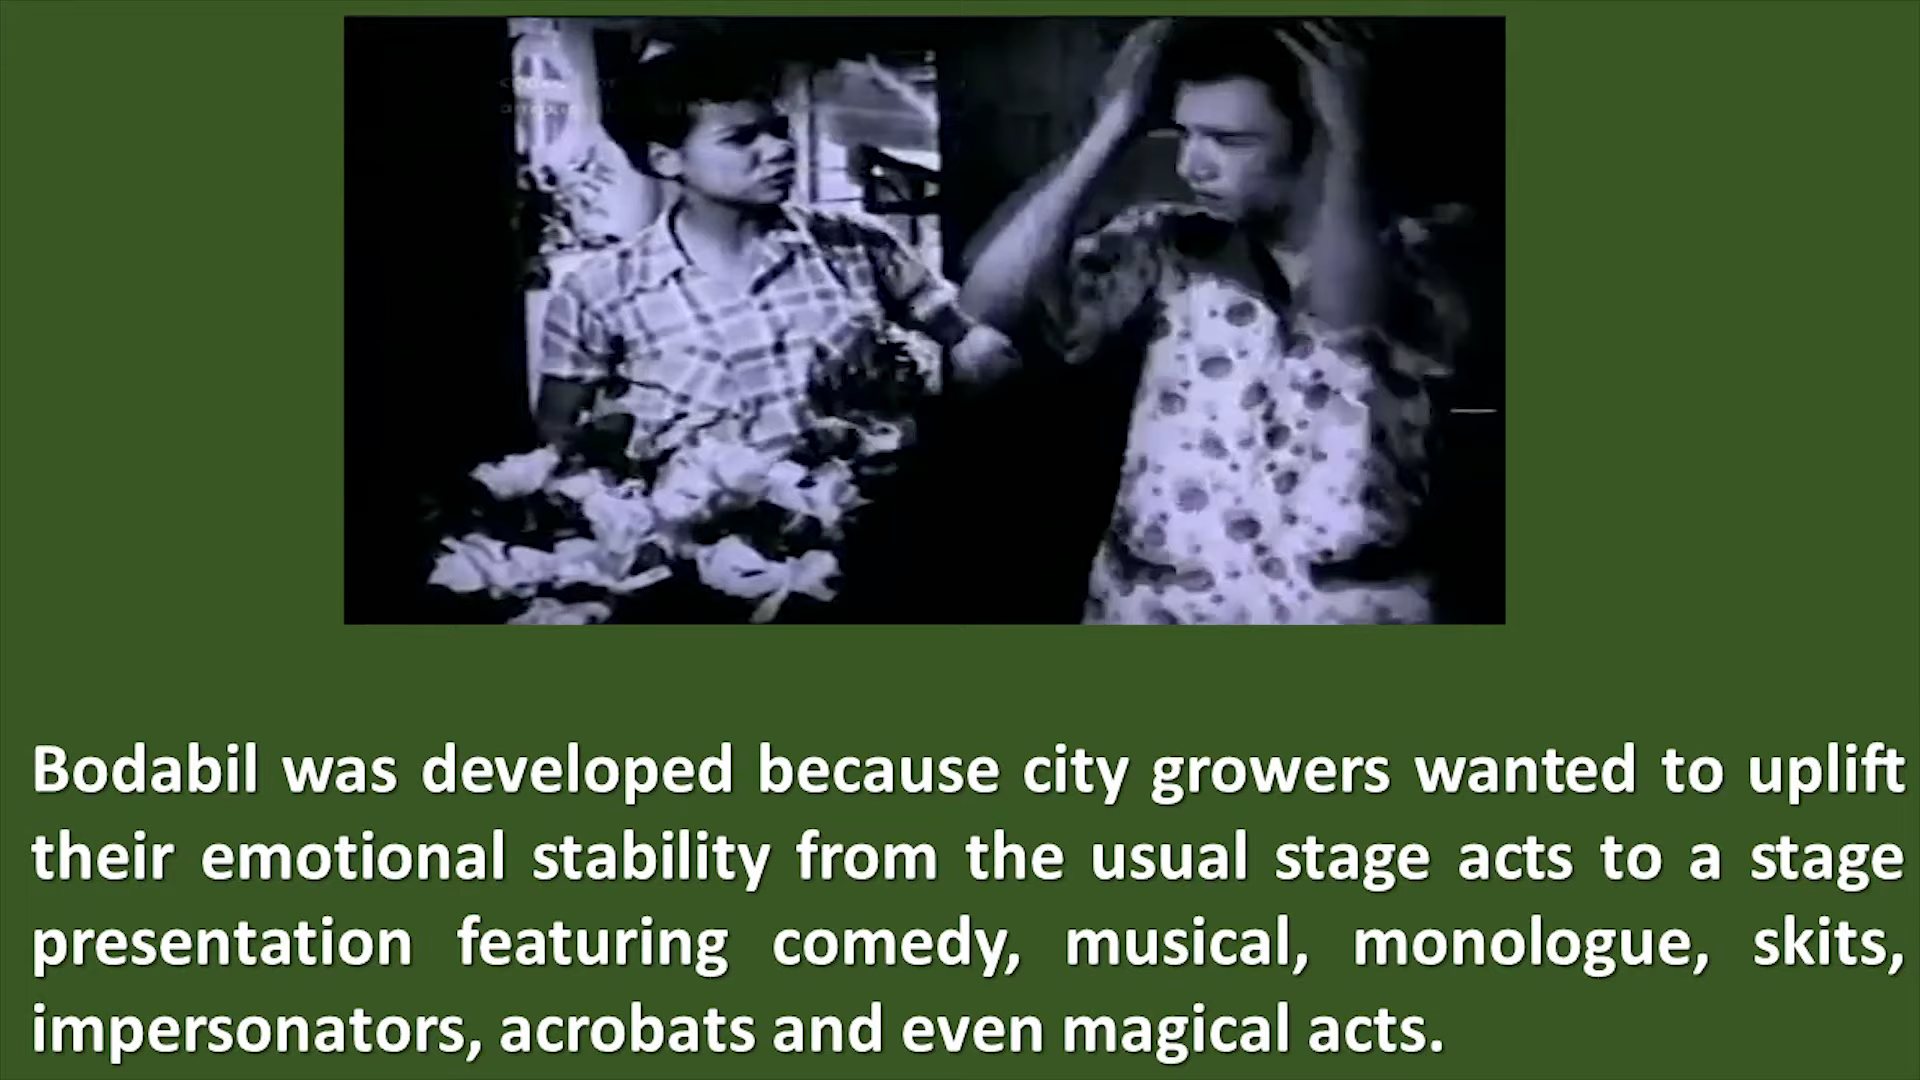 Bodabil was developed because city growers wanted to uplift
their emotional stability from the usual stage acts to a stage
presentation featuring comedy, musical, monologue, skits,
impersonators, acrobats and even magical acts.